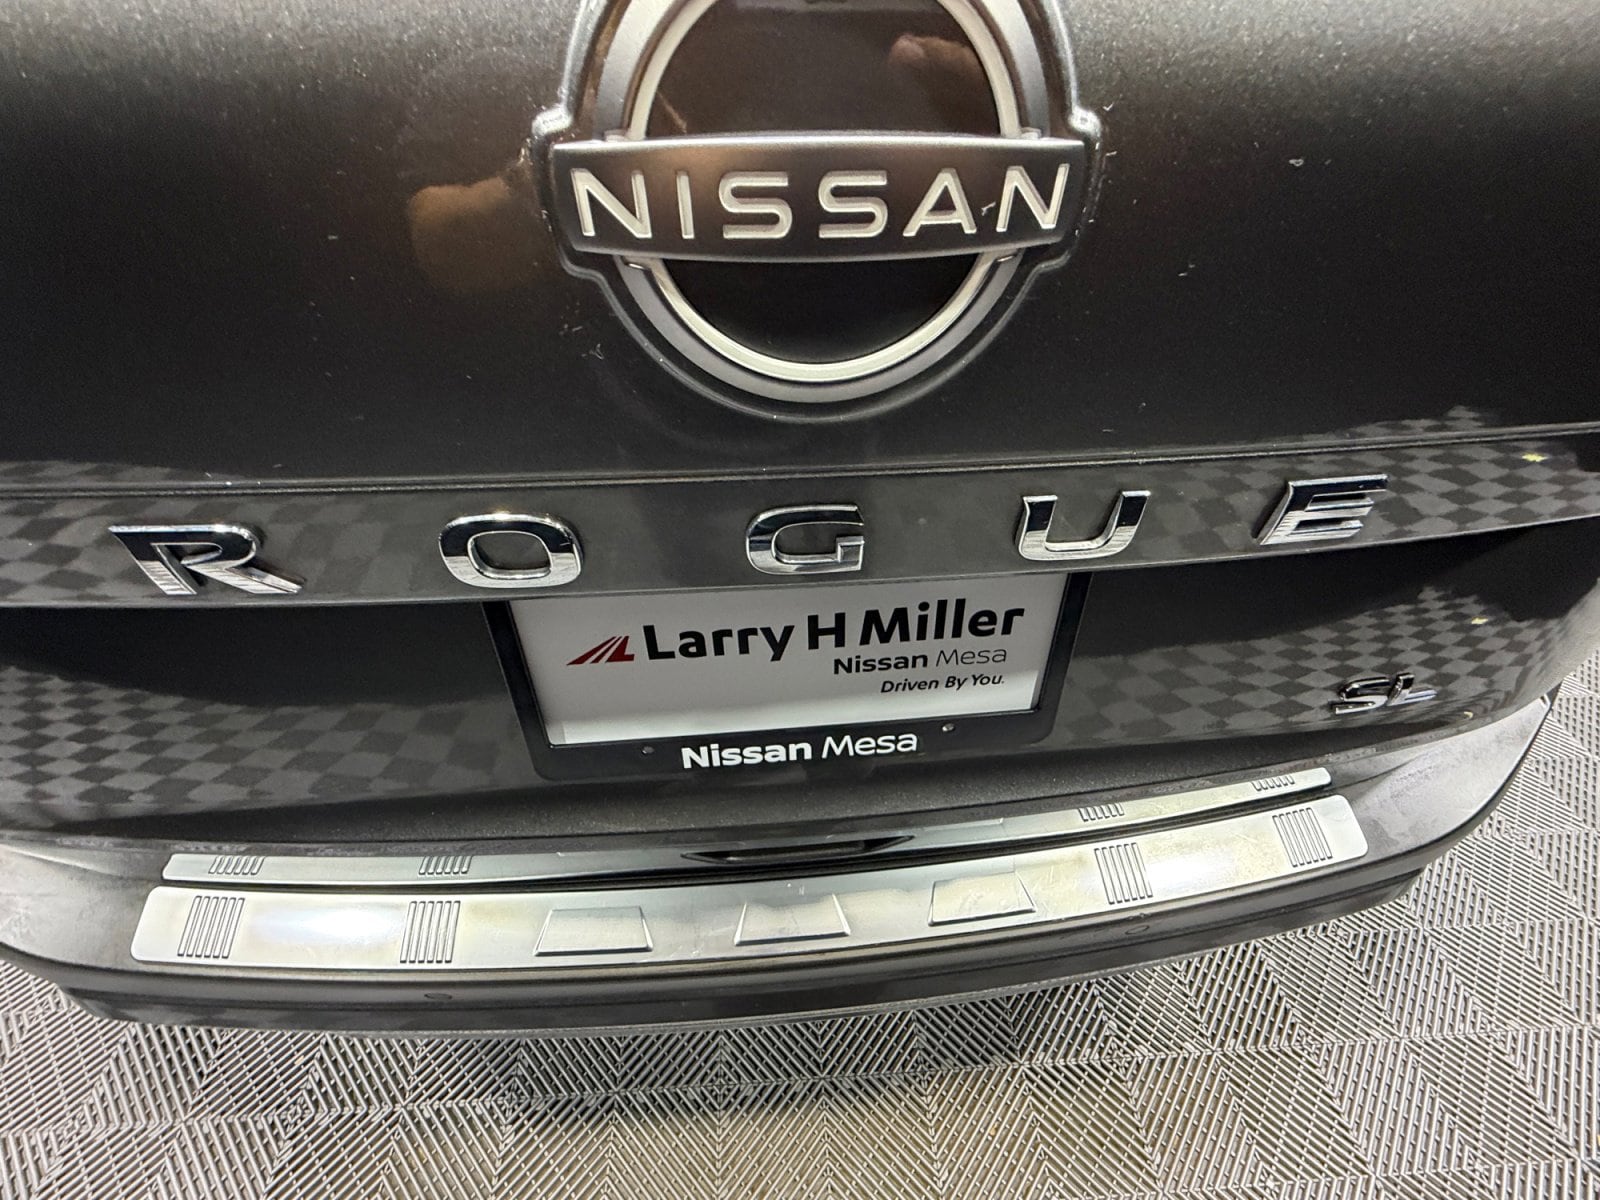 NISSAN
ROGUE
Larry H Miller
Nissan Mesa
Driven By You.
SL
Nissan Mesa